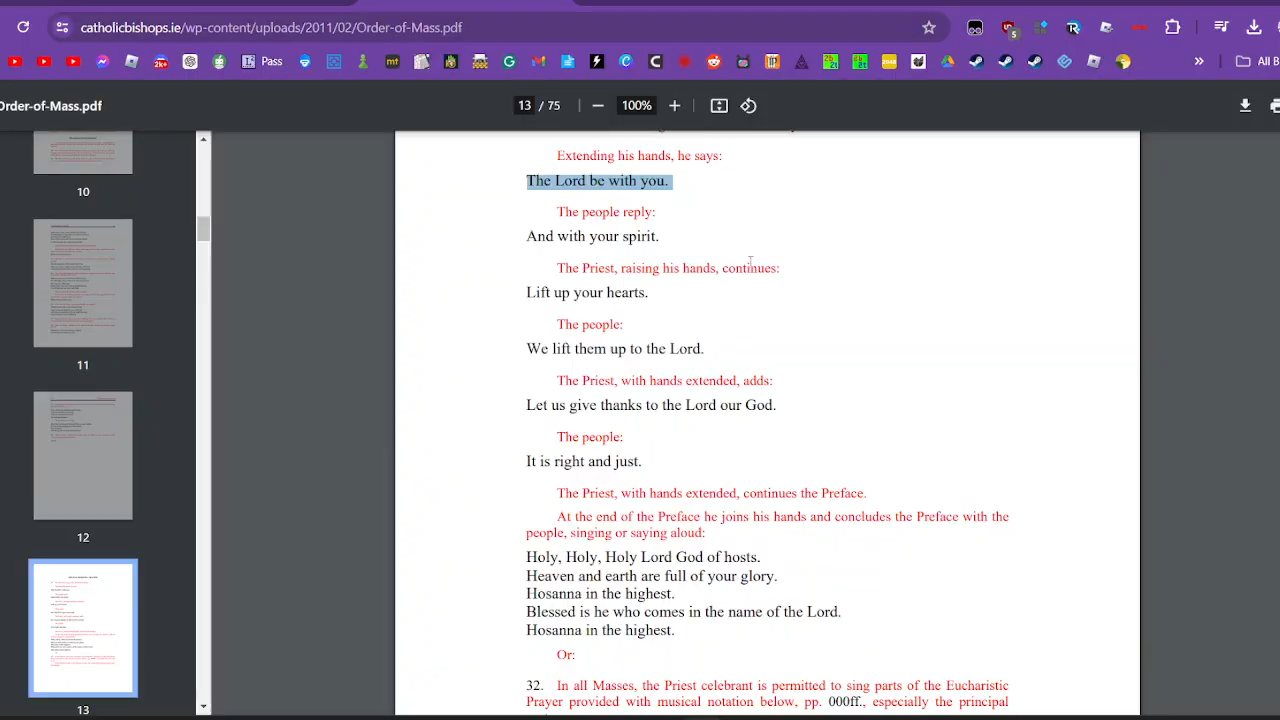 catholicbishops.ie/wp-content/uploads/2011/02/Order-of-Mass.pdf
5
2K+
Pass
mt
All B
Order-of-Mass.pdf
13 / 75
100%
10
11
12
13
Extending his hands, he says:
The Lord be with you.
The people reply:
And with your spirit.
The Priest, raising his hands, continues:
Lift up your hearts.
The people:
We lift them up to the Lord.
The Priest, with hands extended, adds:
Let us give thanks to the Lord our God.
The people:
It is right and just.
The Priest, with hands extended, continues the Preface.
At the end of the Preface he joins his hands and concludes the Preface with the
people, singing or saying aloud:
Holy, Holy, Holy Lord God of hosts.
Heaven and earth are full of your glory.
Hosanna in the highest.
Blessed is he who comes in the name of the Lord.
Hosanna in the highest.
Or:
32. In all Masses, the Priest celebrant is permitted to sing parts of the Eucharistic
Prayer provided with musical notation below, pp. 000ff., especially the principal